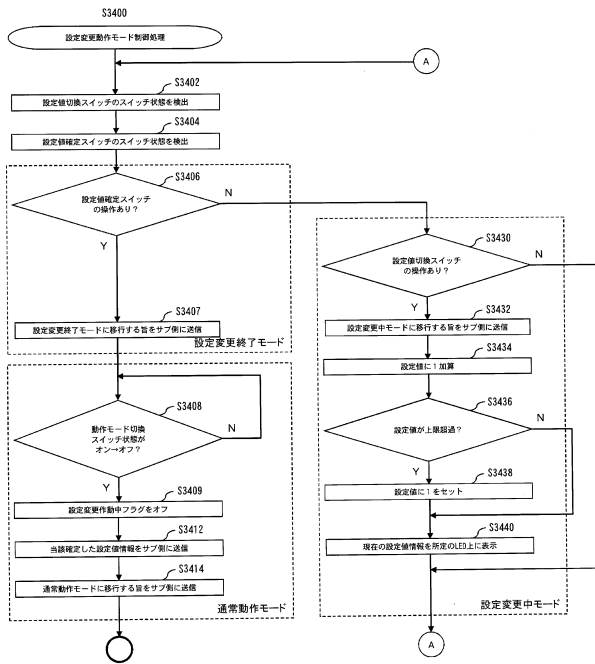 S3400
設定変更動作モード制御処理
A
S3402
設定値切換スイッチのスイッチ状態を検出
S3404
設定値確定スイッチのスイッチ状態を検出
S3406
設定値確定スイッチ
の操作あり？
N
Y
S3407
設定変更終了モードに移行する旨をサブ側に送信
設定変更終了モード
S3408
動作モード切換
スイッチ状態が
オン→オフ？
N
Y
S3409
設定変更作動中フラグをオフ
S3412
当該確定した設定値情報をサブ側に送信
S3414
通常動作モードに移行する旨をサブ側に送信
通常動作モード
S3430
設定値切換スイッチ
の操作あり？
N
Y
S3432
設定変更中モードに移行する旨をサブ側に送信
S3434
設定値に１加算
S3436
設定値が上限超過？
N
Y
S3438
設定値に１をセット
S3440
現在の設定値情報を所定のLED上に表示
設定変更中モード
A